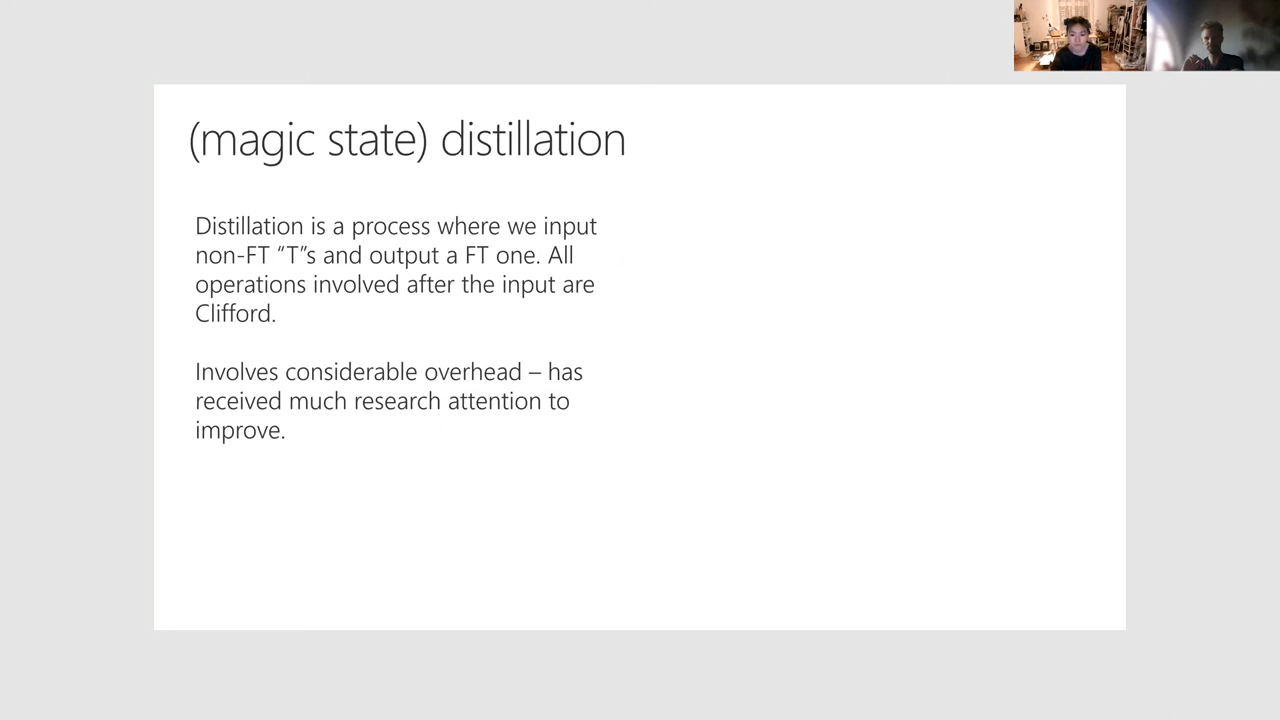 (magic state) distillation
Distillation is a process where we input
non-FT “T”s and output a FT one. All
operations involved after the input are
Clifford.
Involves considerable overhead – has
received much research attention to
improve.